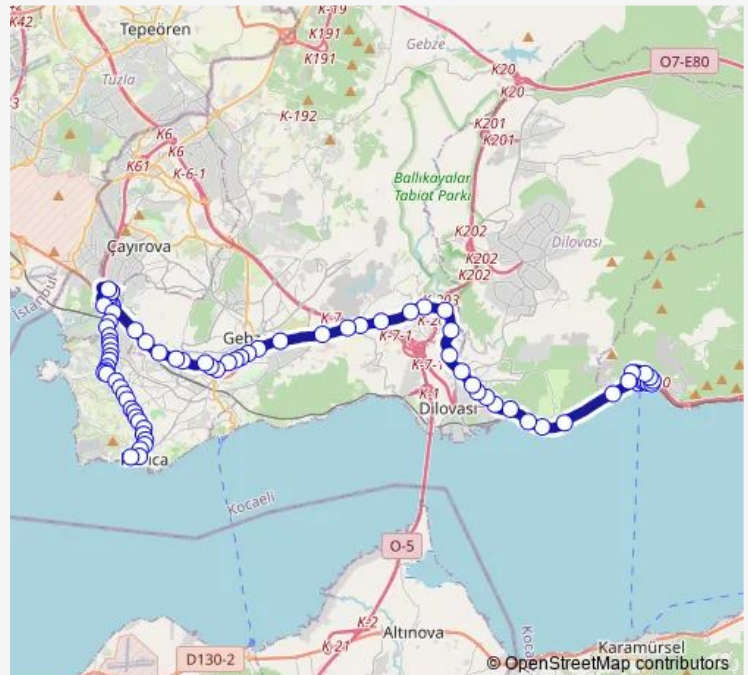 K-19
K42
Tepeören
K191
K191
Gebze
K20
O7-E80
K20
Tuzla
K-192
K6
K6
K61
K-6-1
K201
K201
Ballıkayalar
Tabiat Parkı
K202
K202
K202
Dilovası
Çayırova
İstanbul
K-7
K-7-1
K-1
Dilovası
Kocaeli
O-5
K-2
K-21
Altınova
D130-2
Karamürsel
© OpenStreetMap contributors